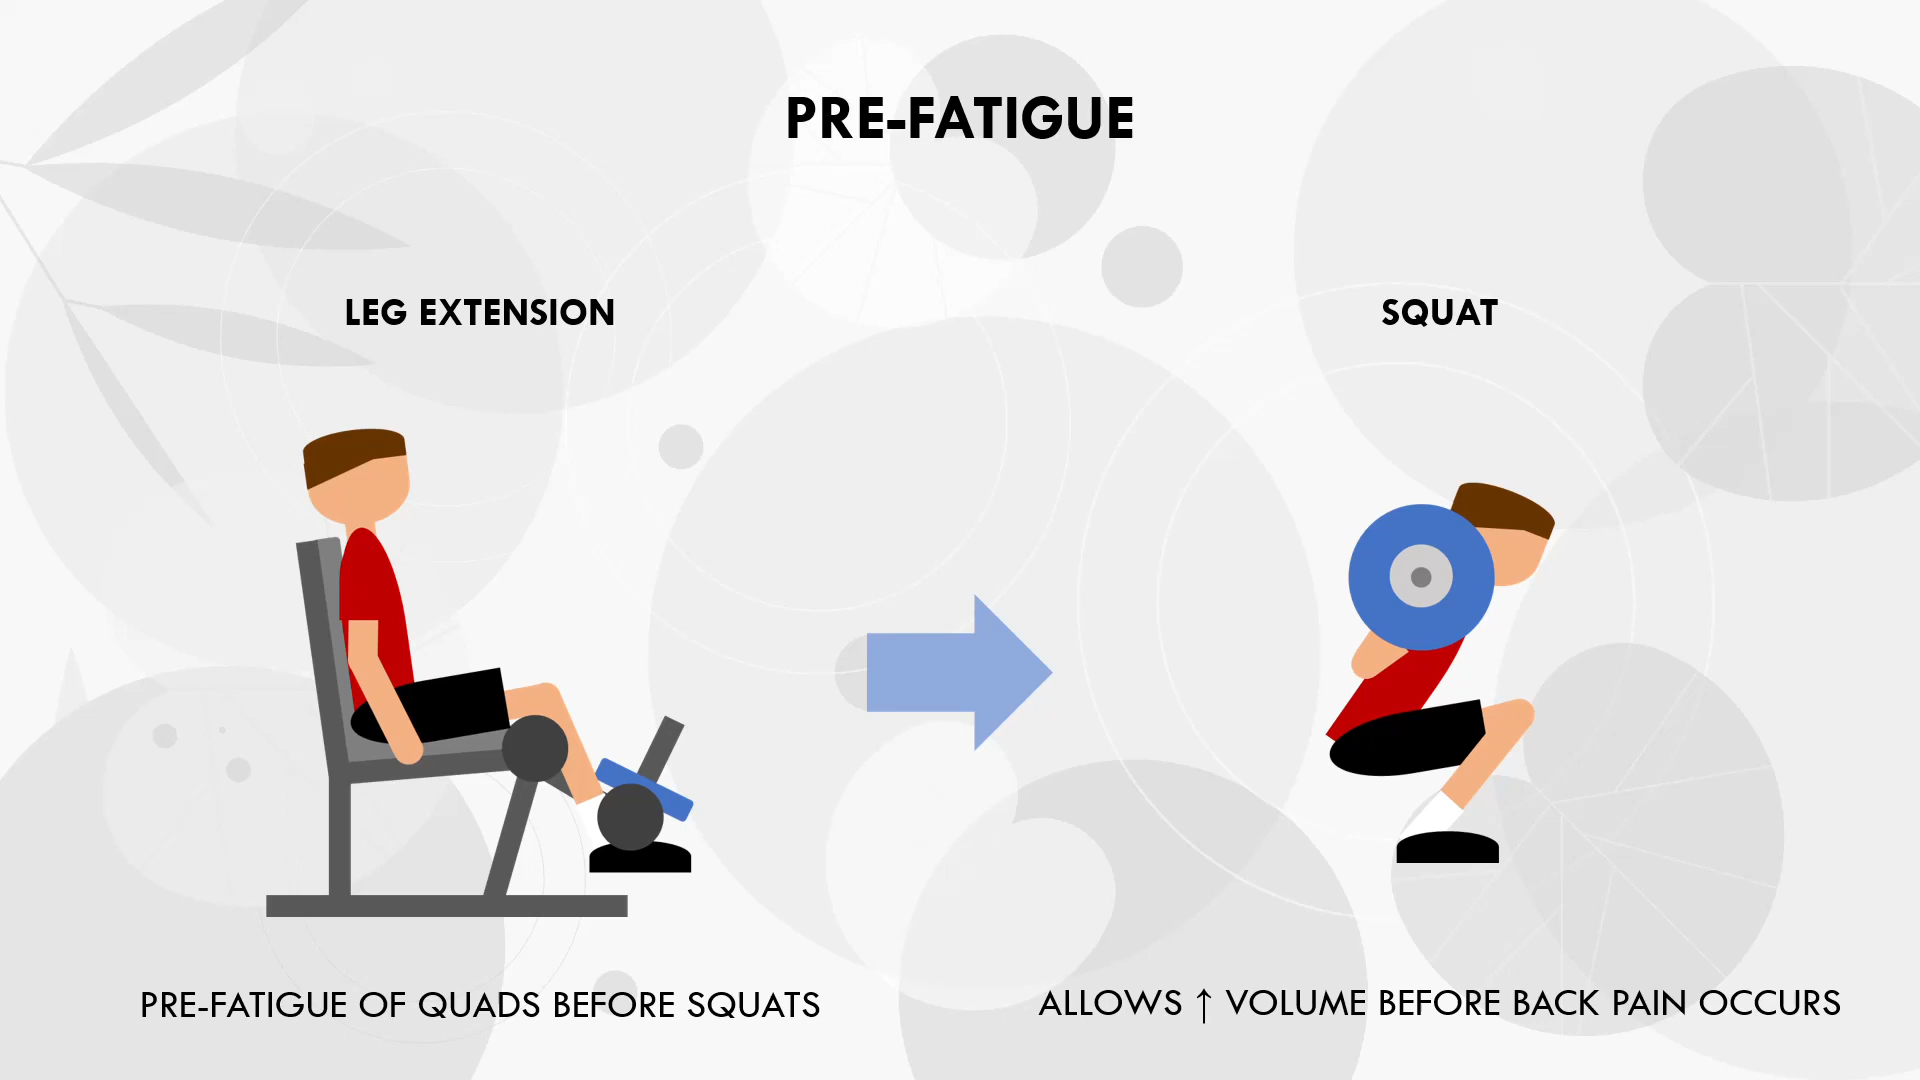 PRE-FATIGUE
LEG EXTENSION
SQUAT
PRE-FATIGUE OF QUADS BEFORE SQUATS
ALLOWS ↑ VOLUME BEFORE BACK PAIN OCCURS